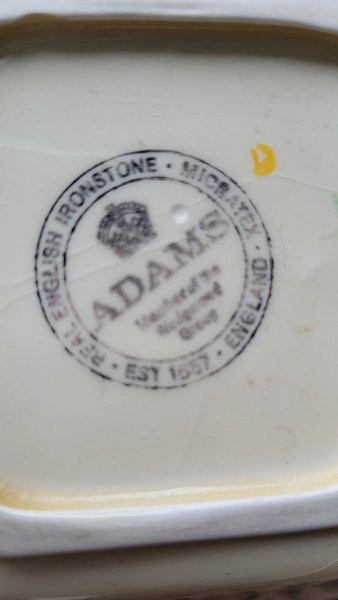 REAL ENGLISH IRONSTONE · MICRATEX ·
ENGLAND · EST 1657 ·
ADAMS
Member of the
Wedgwood
Group